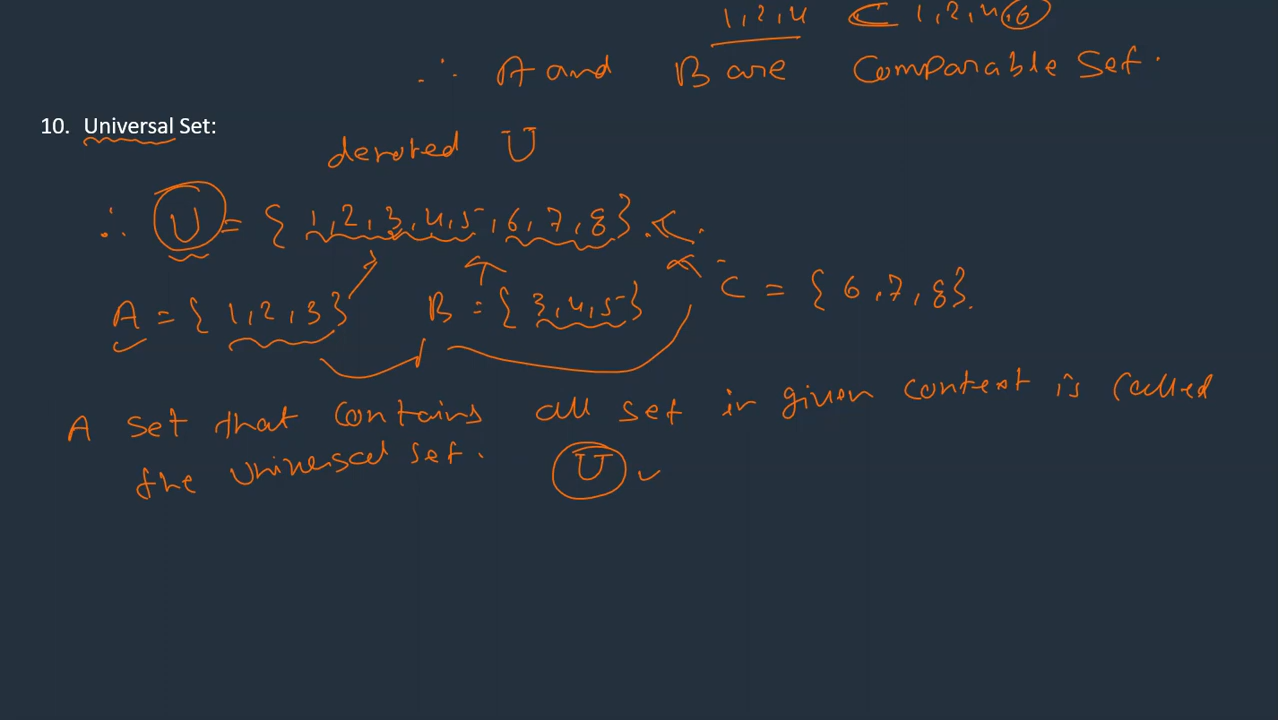 1,2,4 ⊂ 1,2,4,6
∴ A and B are Comparable Set.
10. Universal Set:
denoted U
∴ U = { 1,2,3,4,5,6,7,8}.
A = { 1,2,3} B = { 3,4,5} C = { 6,7,8}.
A set that contains all set in given context is called
the universal set. U